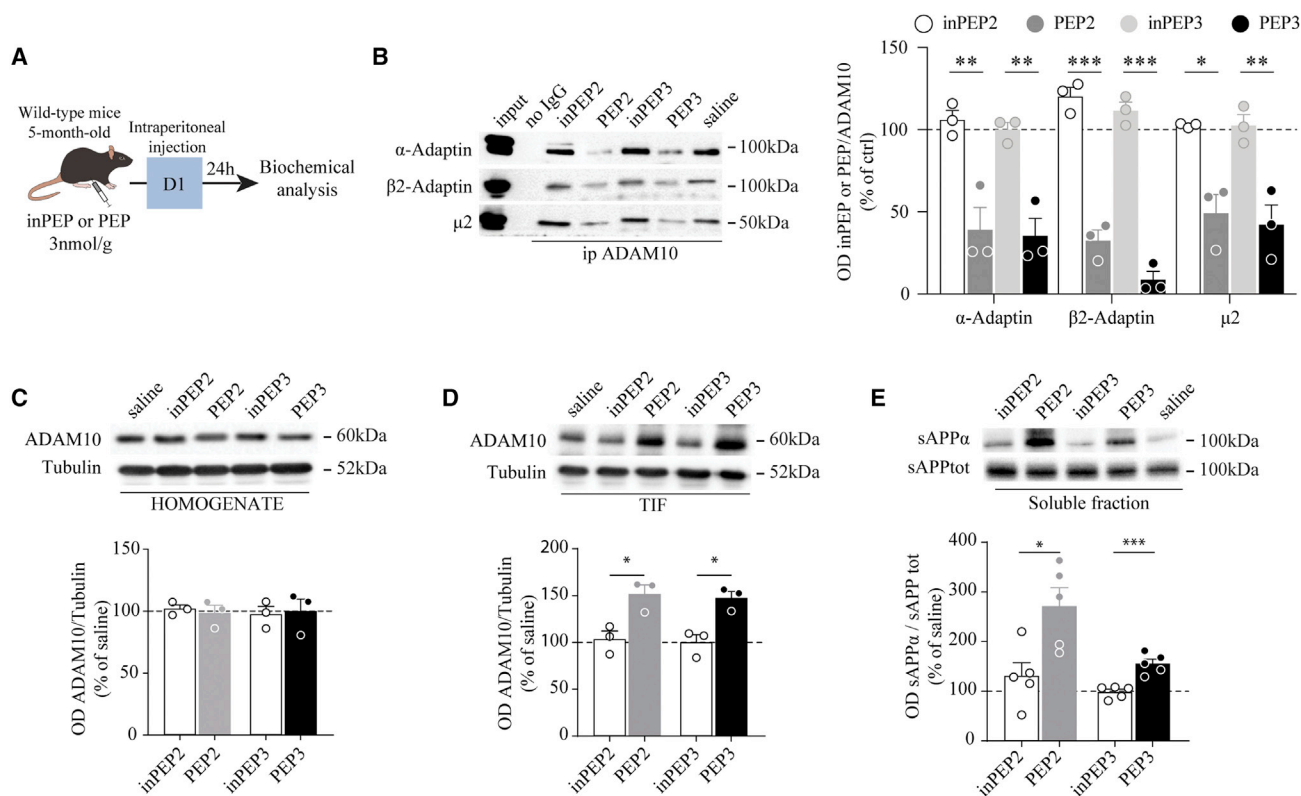 A
Wild-type mice
5-month-old
Intraperitoneal
injection
D1
24h
Biochemical
analysis
inPEP or PEP
3nmol/g
B
input
no IgG
inPEP2
PEP2
inPEP3
PEP3
saline
α-Adaptin
- 100kDa
β2-Adaptin
- 100kDa
μ2
- 50kDa
ip ADAM10
inPEP2 PEP2 inPEP3 PEP3
OD inPEP or PEP/ADAM10
(% of ctrl)
150
100
50
0
** ** *** *** * **
α-Adaptin β2-Adaptin μ2
C
saline
inPEP2
PEP2
inPEP3
PEP3
ADAM10
- 60kDa
Tubulin
- 52kDa
HOMOGENATE
OD ADAM10/Tubulin
(% of saline)
150
100
50
0
inPEP2
PEP2
inPEP3
PEP3
D
saline
inPEP2
PEP2
inPEP3
PEP3
ADAM10
- 60kDa
Tubulin
- 52kDa
TIF
OD ADAM10/Tubulin
(% of saline)
200
150
100
50
0
* *
inPEP2
PEP2
inPEP3
PEP3
E
inPEP2
PEP2
inPEP3
PEP3
saline
sAPPα
- 100kDa
sAPPtot
- 100kDa
Soluble fraction
OD sAPPα / sAPP tot
(% of saline)
400
300
200
100
0
* ***
inPEP2
PEP2
inPEP3
PEP3